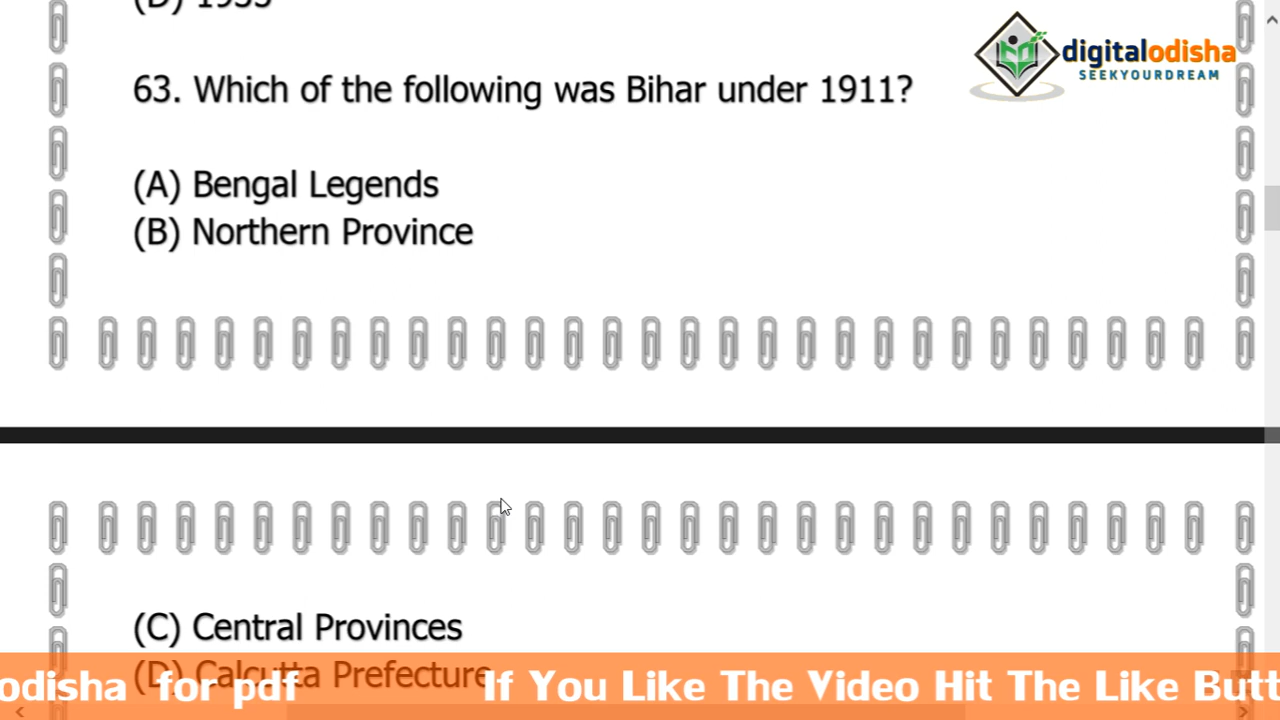 (D) 1933
digitalodisha
SEEKYOURDREAM
63. Which of the following was Bihar under 1911?
(A) Bengal Legends
(B) Northern Province
(C) Central Provinces
(D) Calcutta Prefecture
odisha for pdf If You Like The Video Hit The Like Butt